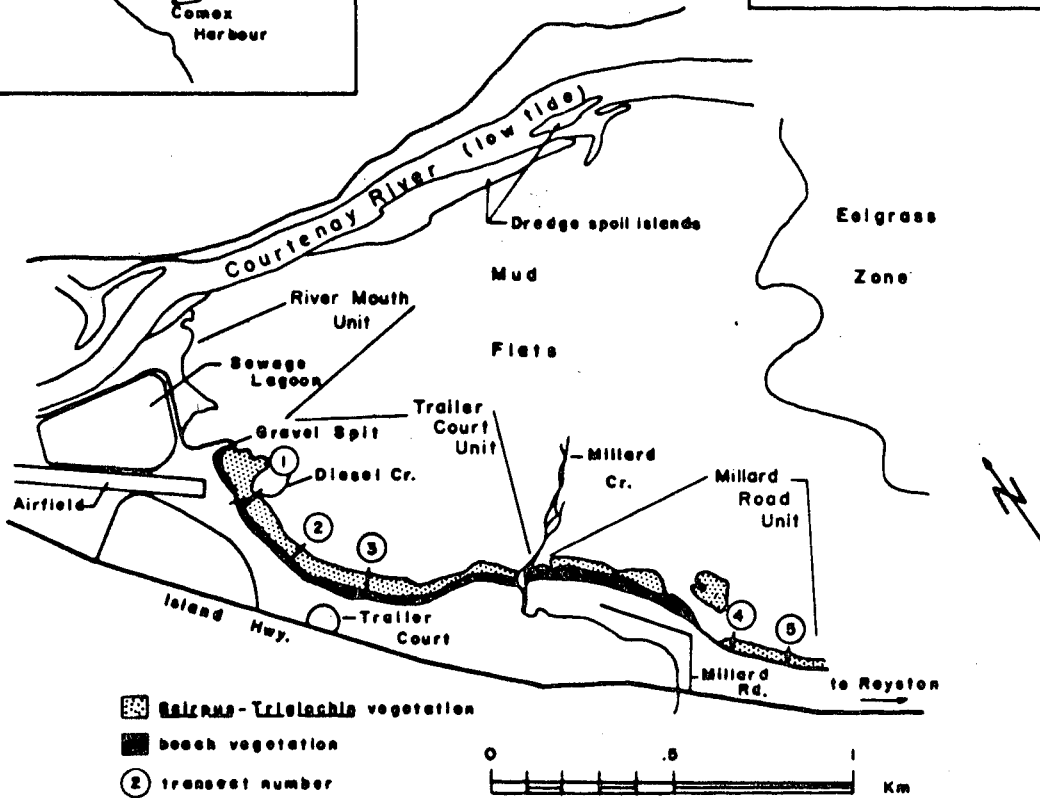 Comox
Harbour
Courtenay River (low tide)
Dredge spoil islands
Eelgrass
Zone
Mud
Flats
River Mouth
Unit
Sewage
Lagoon
Trailer
Court
Unit
Gravel Spit
1
Diesel Cr.
Millard
Cr.
Millard
Road
Unit
N
Airfield
2
3
4
5
Island Hwy.
Trailer
Court
Millard
Rd.
to Royston
Scirpus-Triglochin vegetation
beach vegetation
2 transect number
0 .5 1
Km